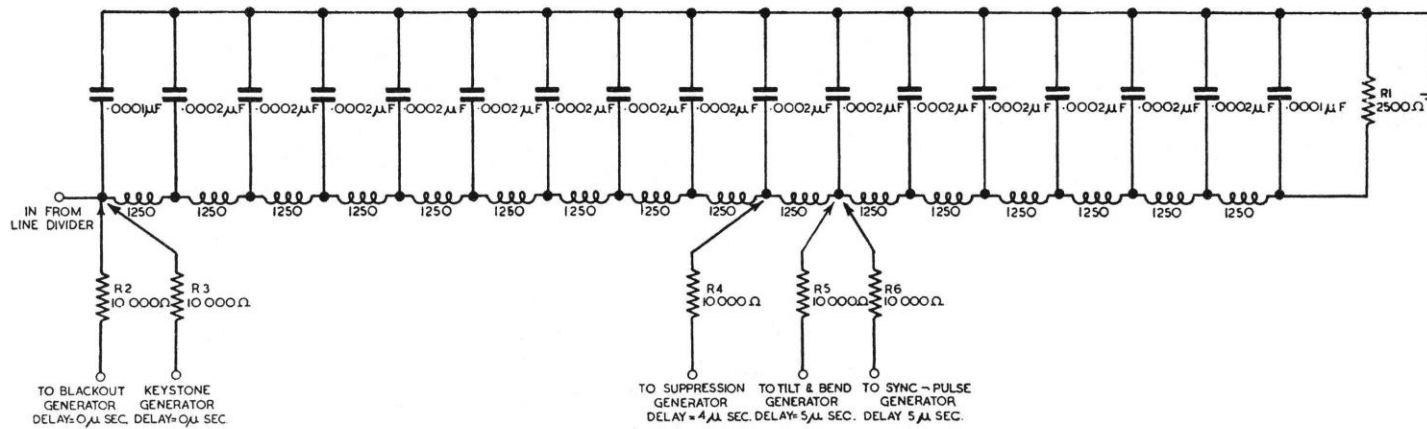 .0001μF .0002μF .0002μF .0002μF .0002μF .0002μF .0002μF .0002μF .0002μF .0002μF .0002μF .0002μF .0002μF .0002μF .0002μF .0002μF .0001μF
R1
2500Ω
IN FROM
LINE DIVIDER
1250 1250 1250 1250 1250 1260 1250 1250 1250 1250 1250 1250 1250 1250 1250 1250
R2
10 000Ω
R3
10 000Ω
R4
10 000Ω
R5
10 000Ω
R6
10 000Ω
TO BLACKOUT
GENERATOR
DELAY=0μ SEC.
KEYSTONE
GENERATOR
DELAY=0μ SEC
TO SUPPRESSION
GENERATOR
DELAY=4μ SEC.
TO TILT & BEND
GENERATOR
DELAY=5μ SEC.
TO SYNC-PULSE
GENERATOR
DELAY 5μ SEC.